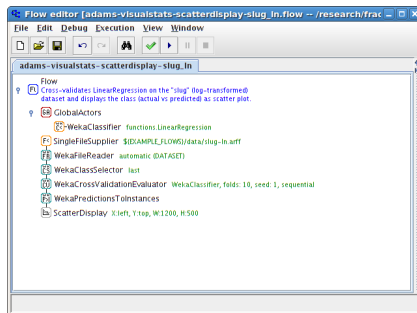 Flow editor [adams-visualstats-scatterdisplay-slug_ln.flow -- /research/frac
File Edit Debug Execution View Window
adams-visualstats-scatterdisplay-slug_ln
Flow
Cross-validates LinearRegression on the "slug" (log-transformed)
dataset and displays the class (actual vs predicted) as scatter plot.
GlobalActors
WekaClassifier functions.LinearRegression
SingleFileSupplier ${EXAMPLE_FLOWS}/data/slug-ln.arff
WekaFileReader automatic (DATASET)
WekaClassSelector last
WekaCrossValidationEvaluator WekaClassifier, folds: 10, seed: 1, sequential
WekaPredictionsToInstances
ScatterDisplay X:left, Y:top, W:1200, H:500